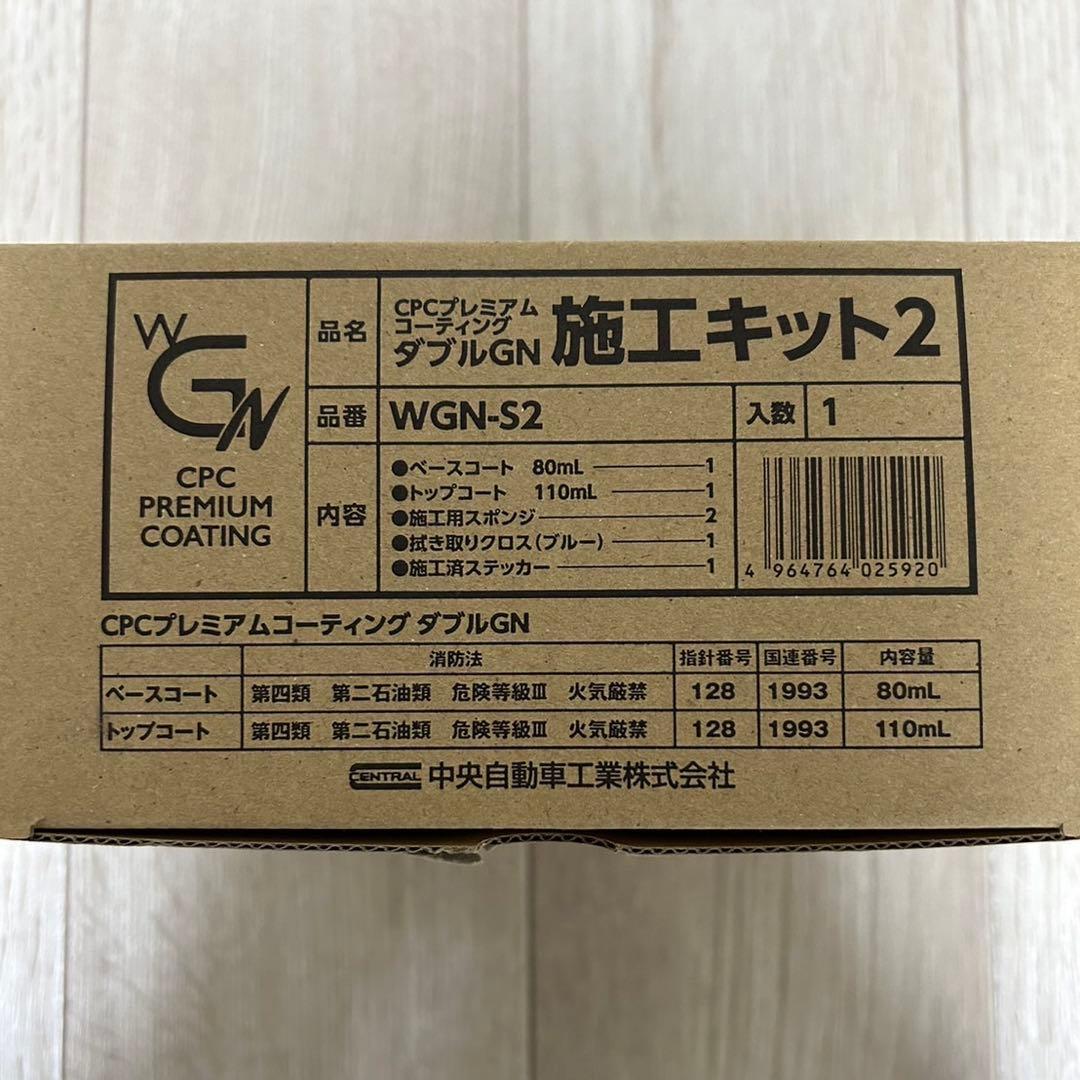 WGN
CPC
PREMIUM
COATING
品名
CPCプレミアム
コーティング
ダブルGN
施工キット2
品番
WGN-S2
入数
1
内容
●ベースコート 80mL 1
●トップコート 110mL 1
●施工用スポンジ 2
●拭き取りクロス(ブルー) 1
●施工済ステッカー 1
4 964764 025920
CPCプレミアムコーティング ダブルGN
消防法 指針番号 国連番号 内容量
ベースコート 第四類 第二石油類 危険等級Ⅲ 火気厳禁 128 1993 80mL
トップコート 第四類 第二石油類 危険等級Ⅲ 火気厳禁 128 1993 110mL
CENTRAL 中央自動車工業株式会社